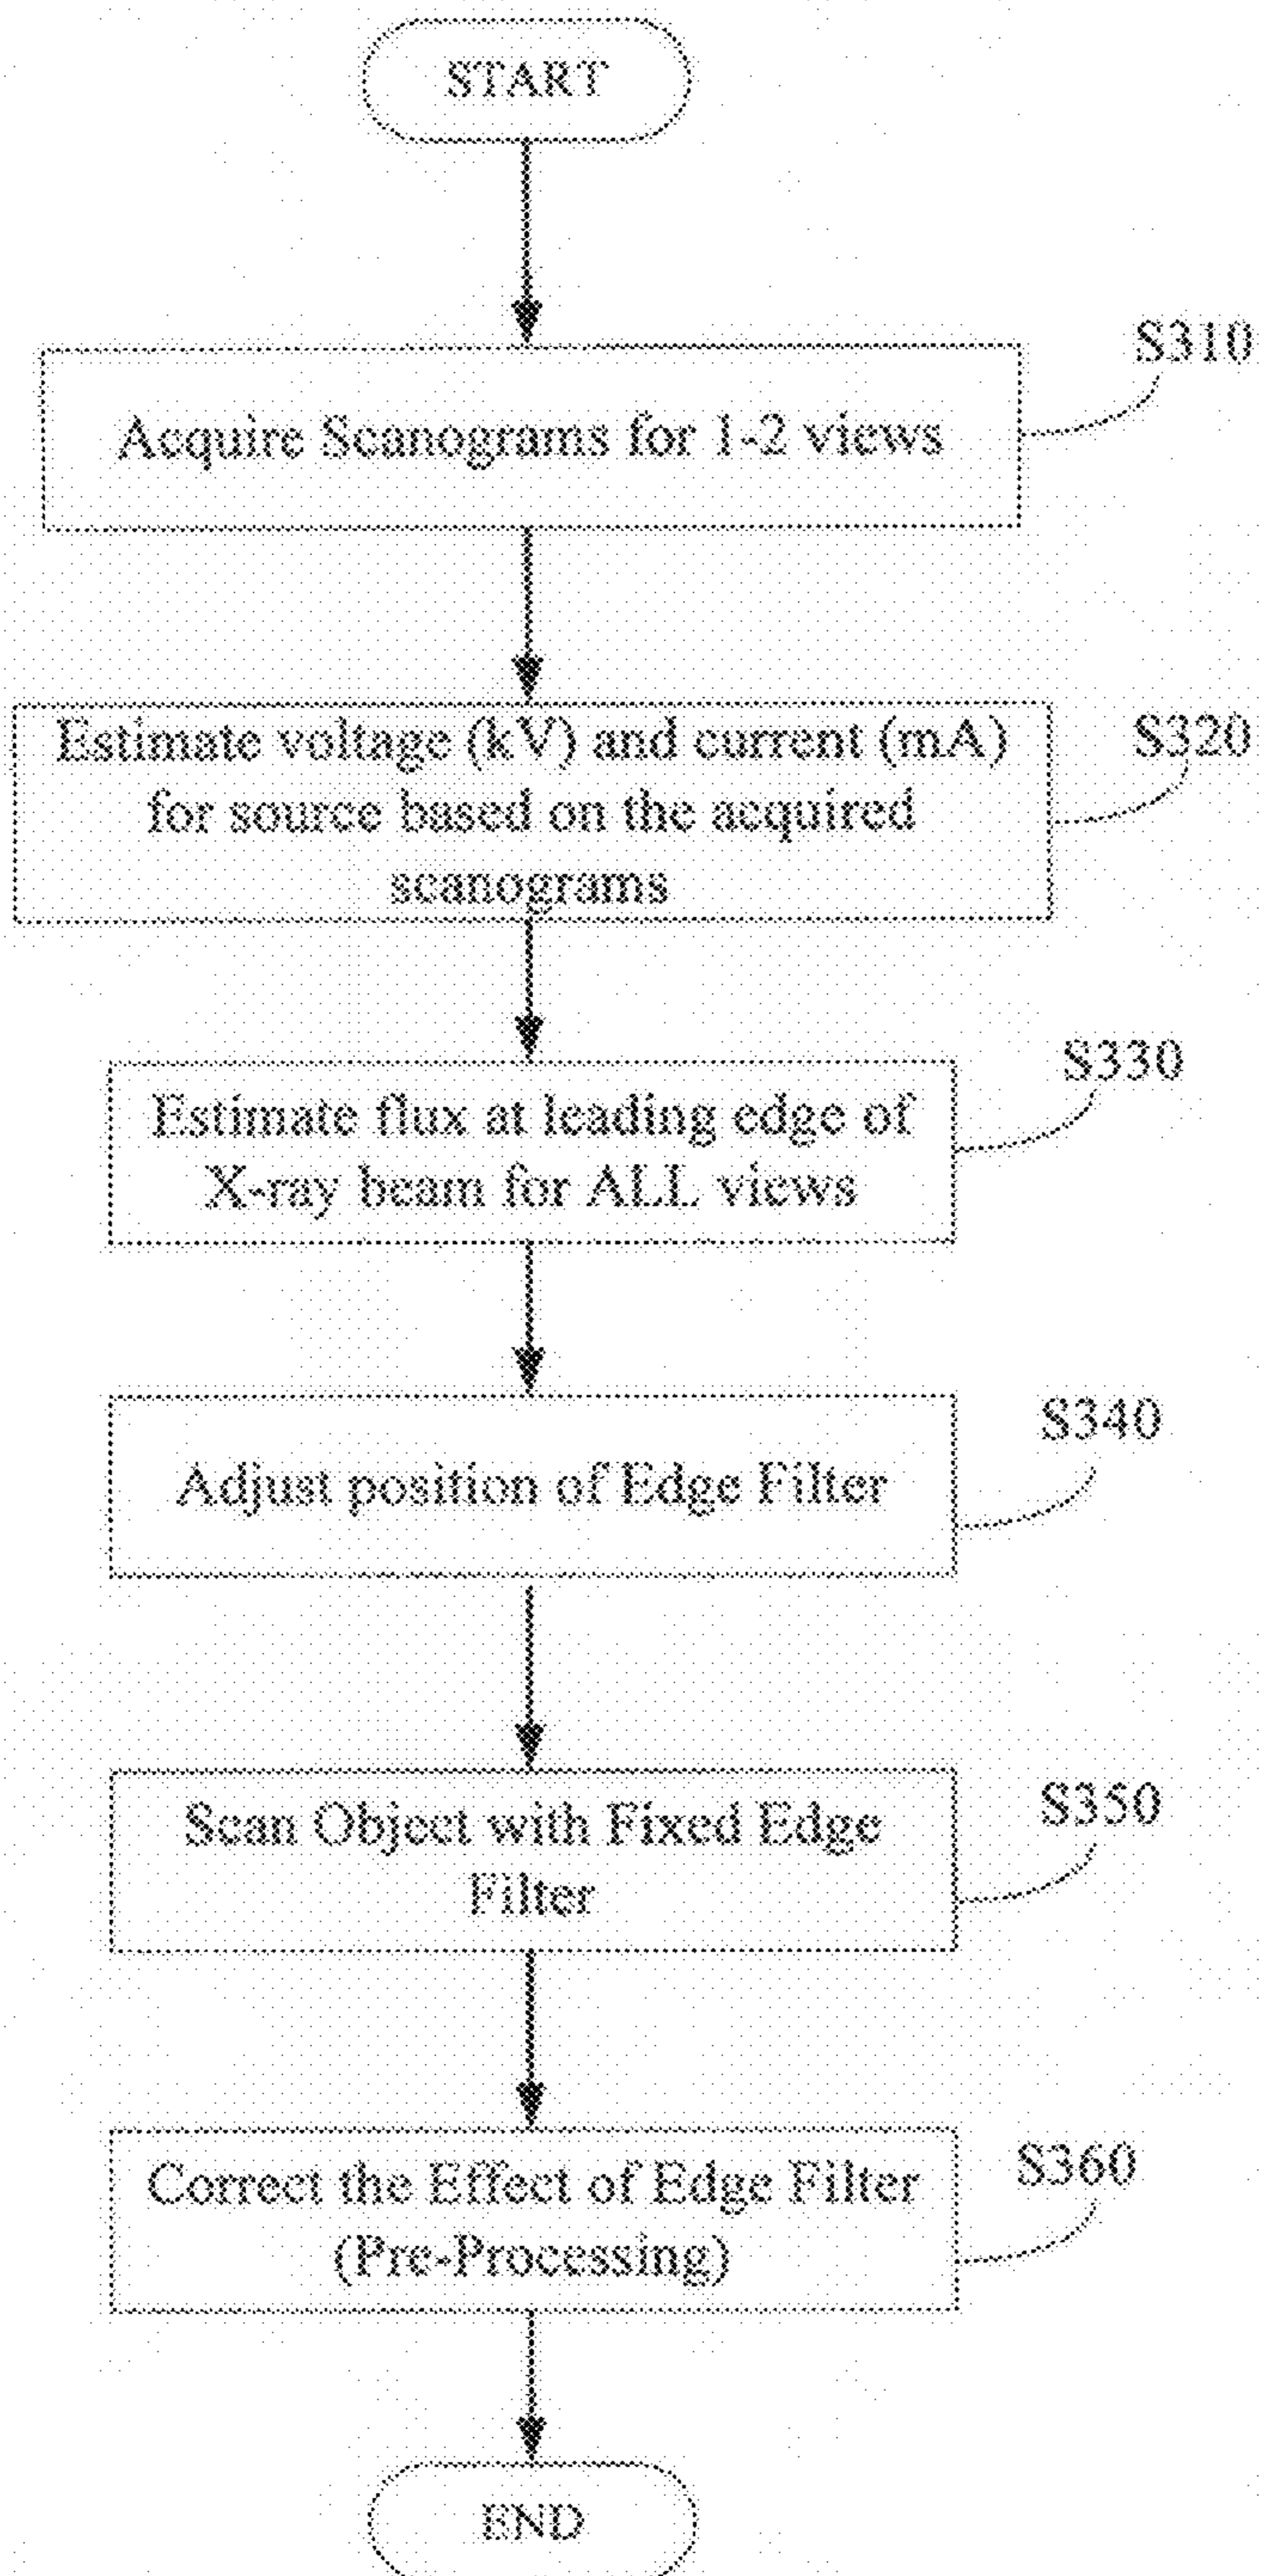 START
S310
Acquire Scanograms for 1-2 views
S320
Estimate voltage (kV) and current (mA)
for source based on the acquired
scanograms
S330
Estimate flux at leading edge of
X-ray beam for ALL views
S340
Adjust position of Edge Filter
S350
Scan Object with Fixed Edge
Filter
S360
Correct the Effect of Edge Filter
(Pre-Processing)
END